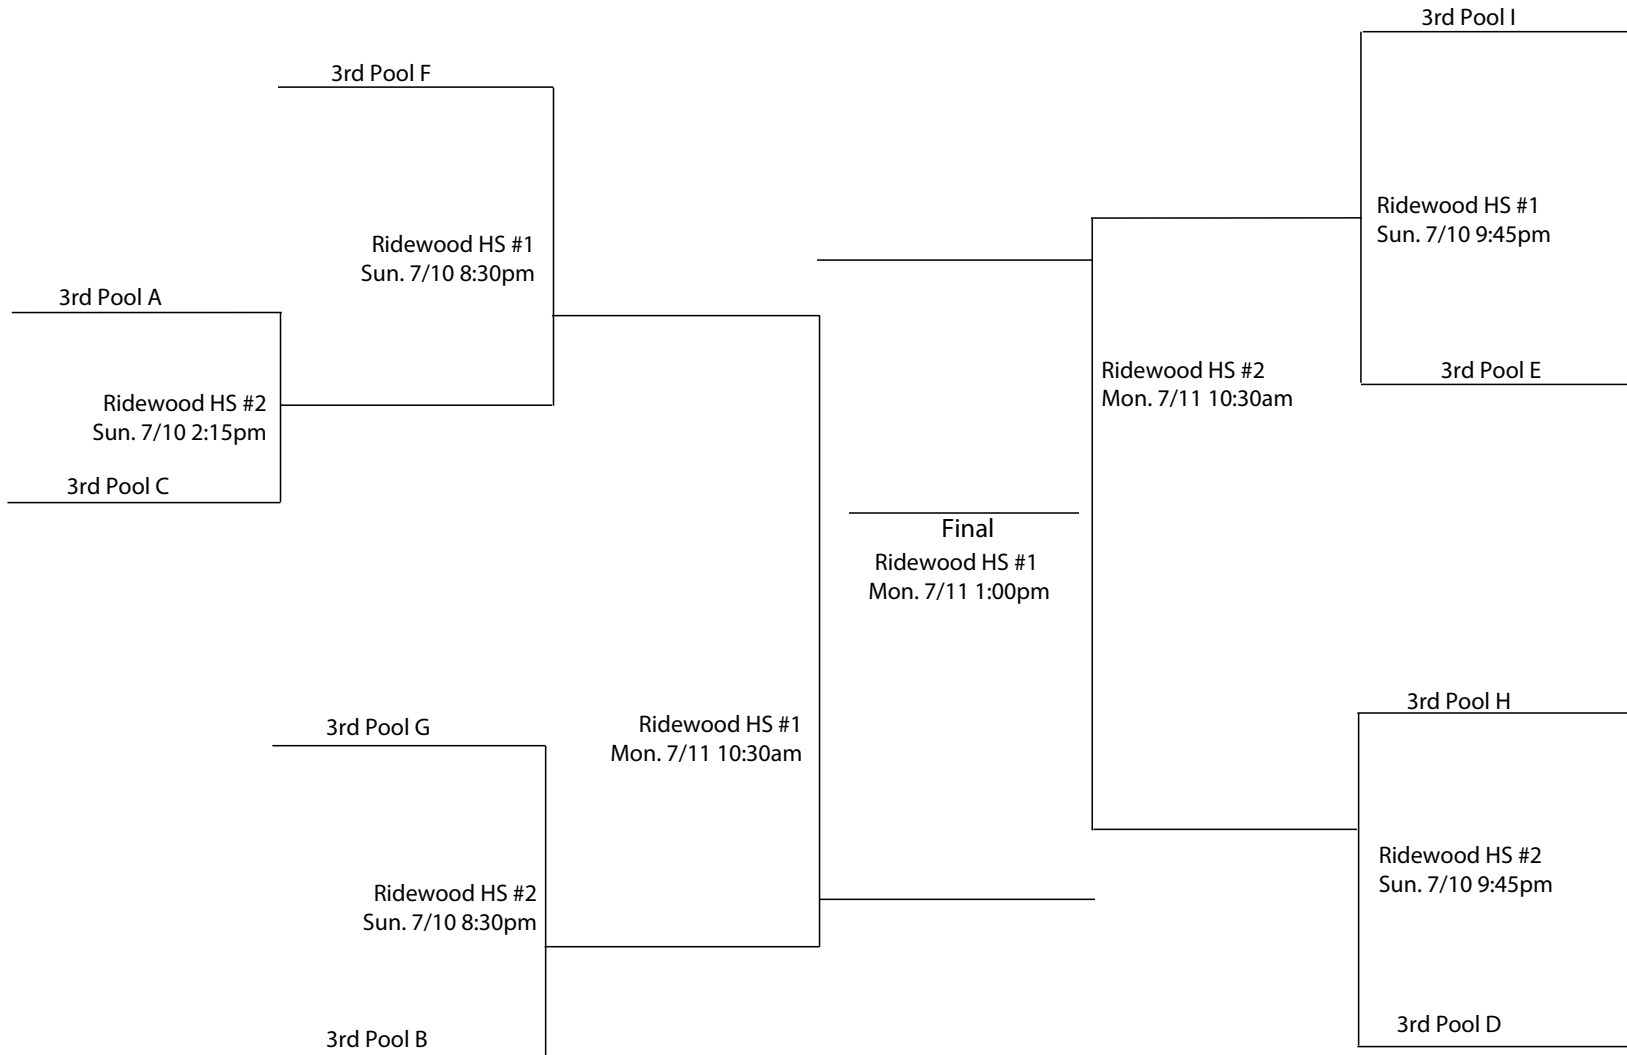 3rd Pool I
3rd Pool F
Ridewood HS #1
Sun. 7/10 9:45pm
Ridewood HS #1
Sun. 7/10 8:30pm
3rd Pool A
3rd Pool E
Ridewood HS #2
Mon. 7/11 10:30am
Ridewood HS #2
Sun. 7/10 2:15pm
3rd Pool C
Final
Ridewood HS #1
Mon. 7/11 1:00pm
3rd Pool H
3rd Pool G
Ridewood HS #1
Mon. 7/11 10:30am
Ridewood HS #2
Sun. 7/10 9:45pm
Ridewood HS #2
Sun. 7/10 8:30pm
3rd Pool D
3rd Pool B